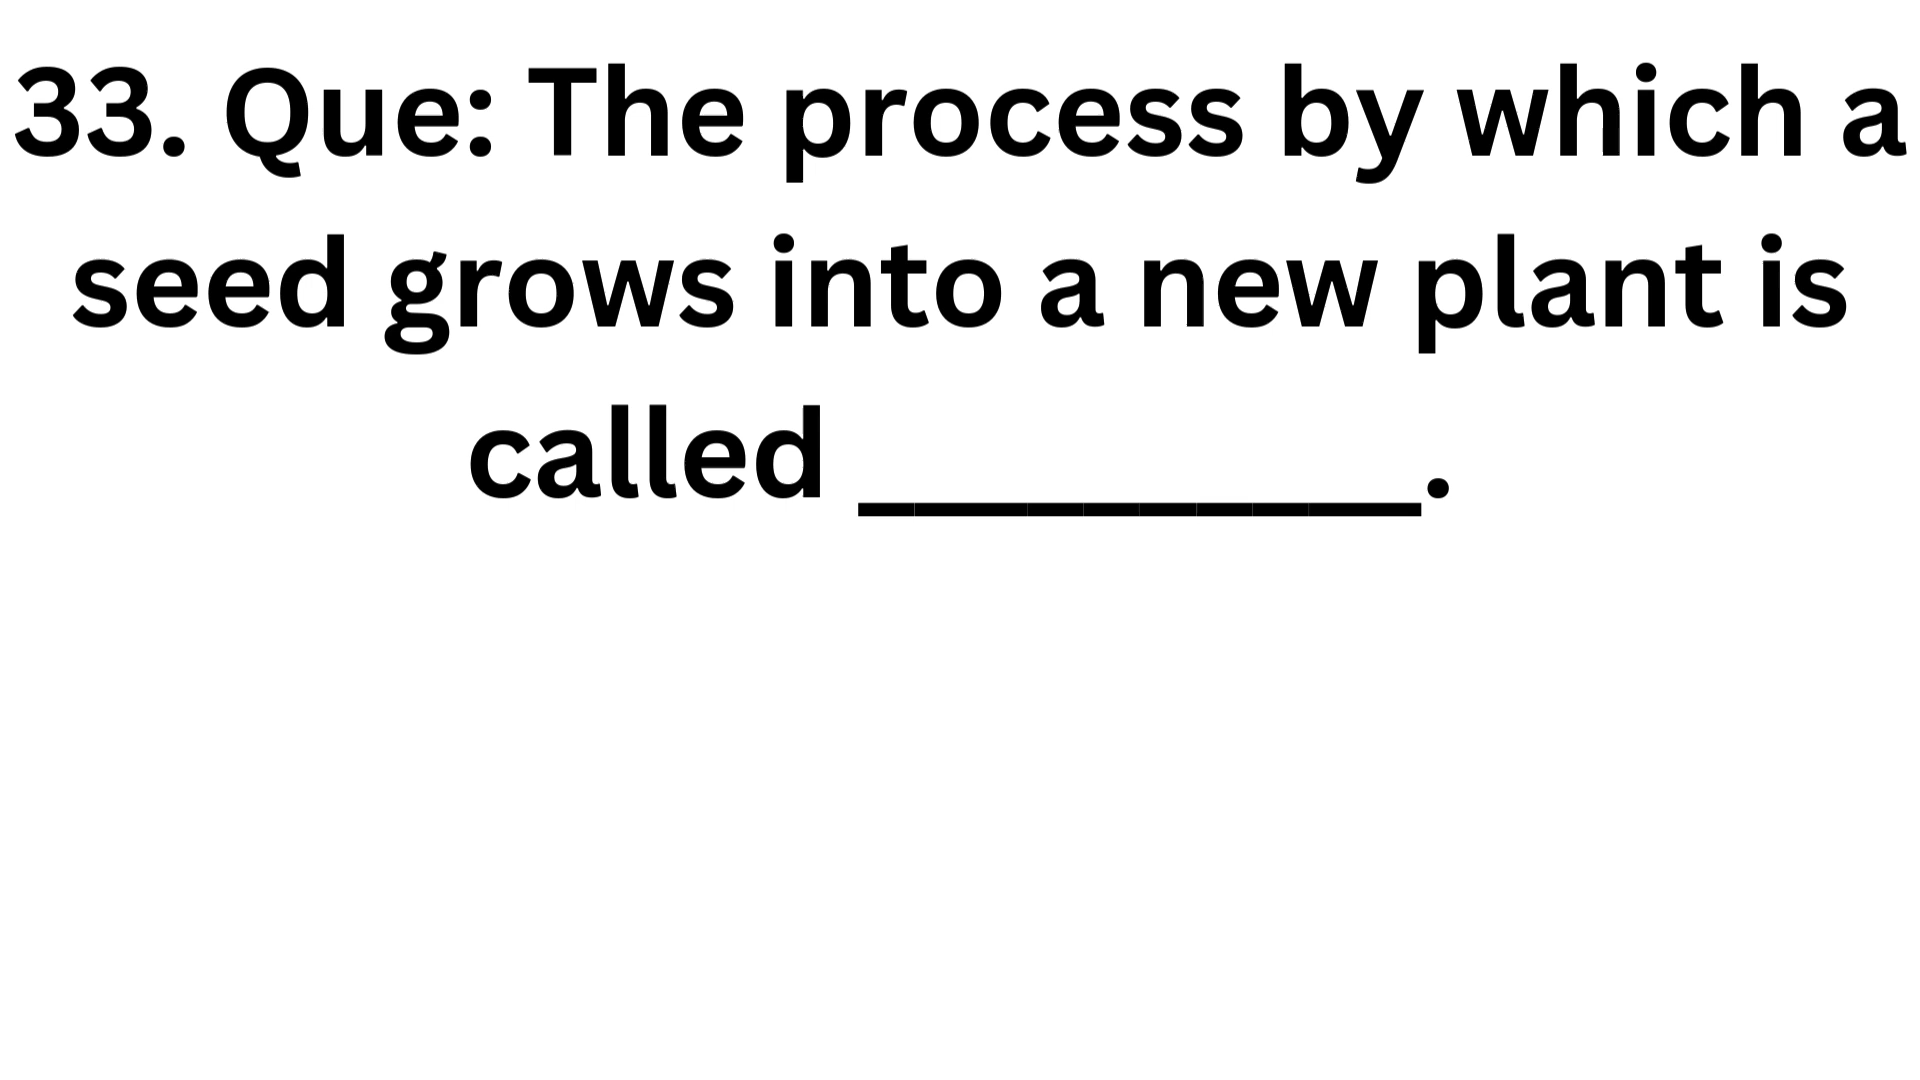 33. Que: The process by which a
seed grows into a new plant is
called __________.